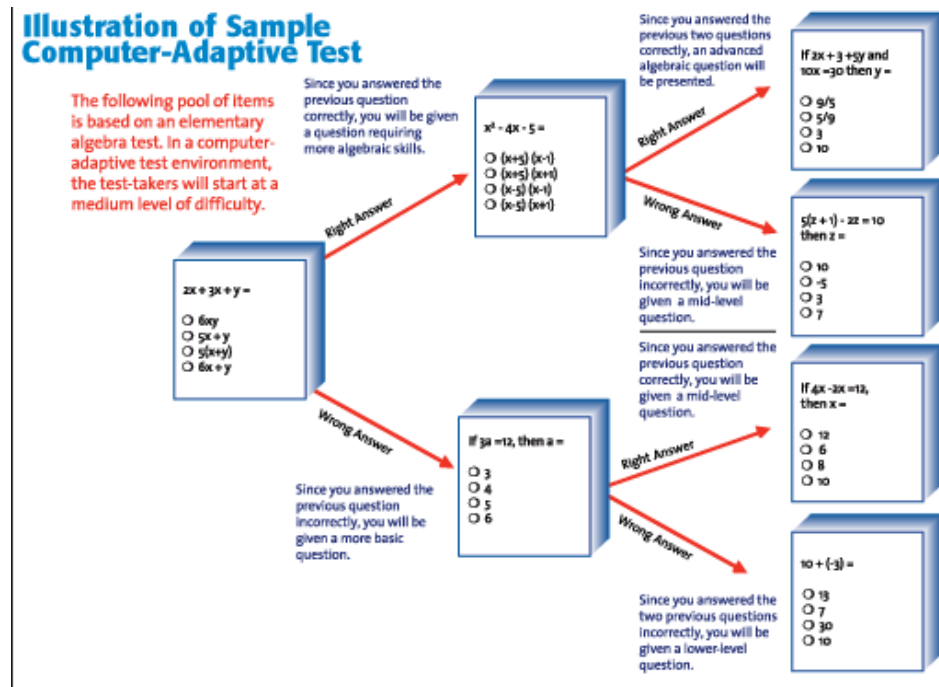 Illustration of Sample
Computer-Adaptive Test
The following pool of items
is based on an elementary
algebra test. In a computer-
adaptive test environment,
the test-takers will start at a
medium level of difficulty.
2x + 3x + y =
6xy
5x + y
5(x+y)
6x + y
Right Answer
Since you answered the
previous question
correctly, you will be given
a question requiring
more algebraic skills.
x² - 4x - 5 =
(x+5) (x-1)
(x+5) (x+1)
(x-5) (x-1)
(x-5) (x+1)
Right Answer
Since you answered the
previous two questions
correctly, an advanced
algebraic question will
be presented.
If 2x + 3 +5y and
10x =30 then y =
9/5
5/9
3
10
Wrong Answer
Since you answered the
previous question
incorrectly, you will be
given a mid-level
question.
5(z + 1) - 2z = 10
then z =
10
-5
3
7
Wrong Answer
Since you answered the
previous question
incorrectly, you will be
given a more basic
question.
If 3a =12, then a =
3
4
5
6
Right Answer
Since you answered the
previous question
correctly, you will be
given a mid-level
question.
If 4x -2x =12,
then x =
12
6
8
10
Wrong Answer
Since you answered the
two previous questions
incorrectly, you will be
given a lower-level
question.
10 + (-3) =
13
7
30
10